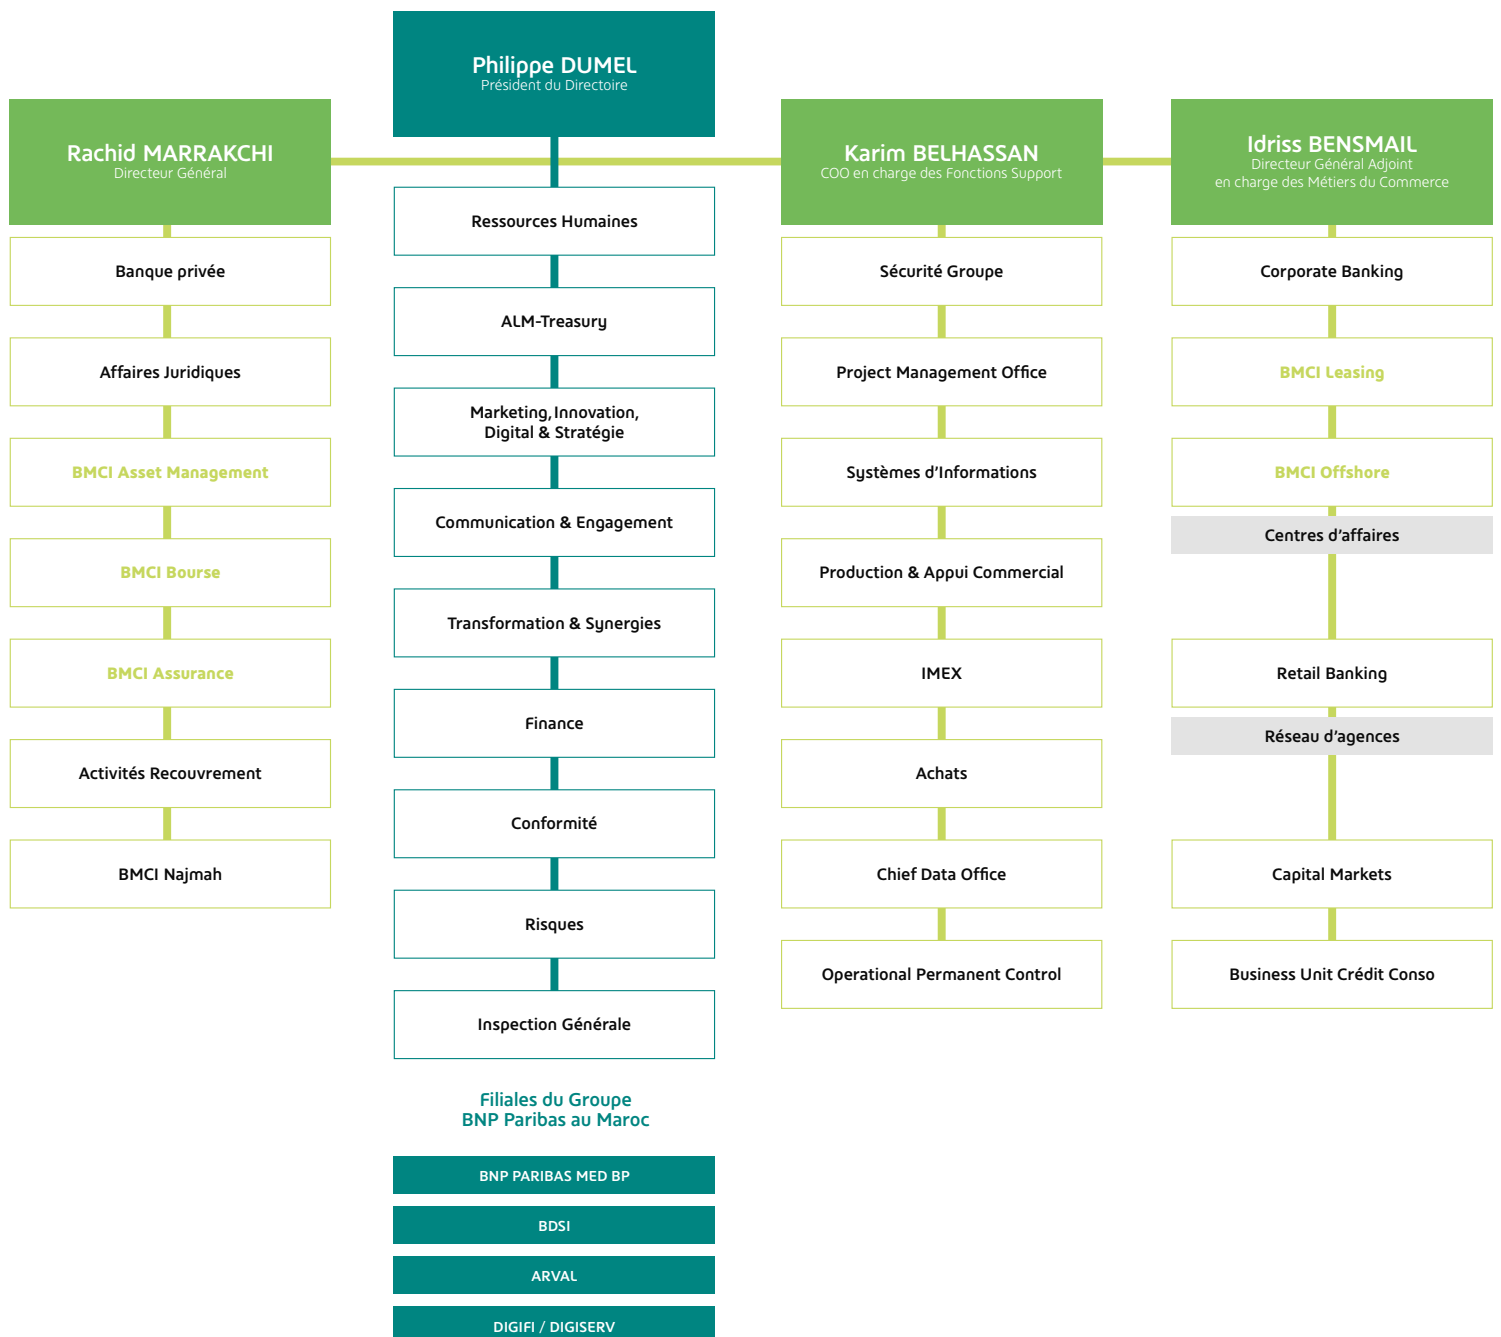 Philippe DUMEL
Président du Directoire
Rachid MARRAKCHI
Directeur Général
Banque privée
Affaires Juridiques
BMCI Asset Management
BMCI Bourse
BMCI Assurance
Activités Recouvrement
BMCI Najmah
Ressources Humaines
ALM-Treasury
Marketing, Innovation,
Digital & Stratégie
Communication & Engagement
Transformation & Synergies
Finance
Conformité
Risques
Inspection Générale
Filiales du Groupe
BNP Paribas au Maroc
BNP PARIBAS MED BP
BDSI
ARVAL
DIGIFI / DIGISERV
Karim BELHASSAN
COO en charge des Fonctions Support
Sécurité Groupe
Project Management Office
Systèmes d’Informations
Production & Appui Commercial
IMEX
Achats
Chief Data Office
Operational Permanent Control
Idriss BENSMAIL
Directeur Général Adjoint
en charge des Métiers du Commerce
Corporate Banking
BMCI Leasing
BMCI Offshore
Centres d’affaires
Retail Banking
Réseau d’agences
Capital Markets
Business Unit Crédit Conso